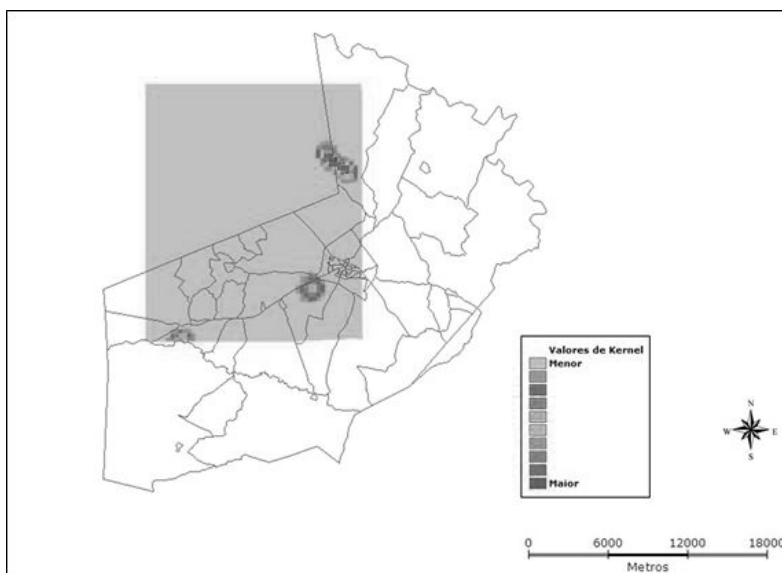 Valores de Kernel
Menor
Maior
N
W E
S
0 6000 12000 18000
Metros